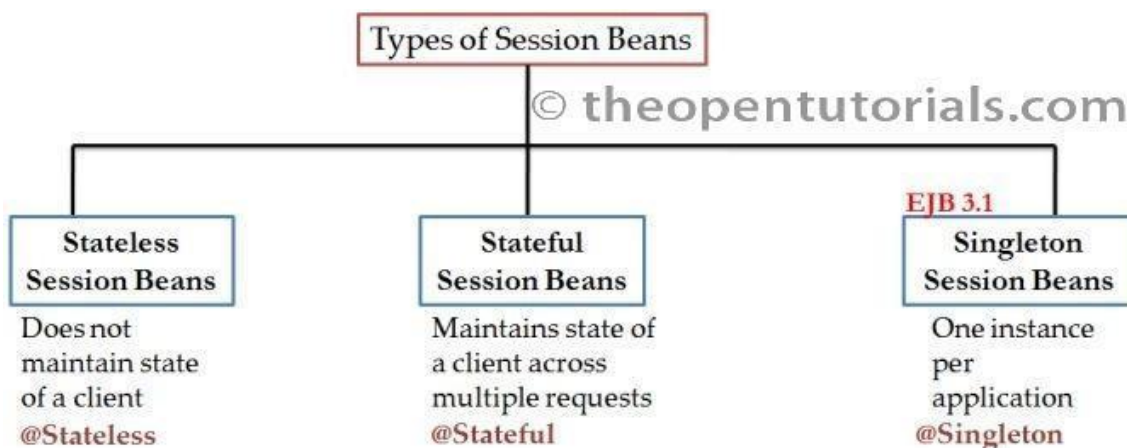 Types of Session Beans
© theopentutorials.com
Stateless
Session Beans
Does not
maintain state
of a client
@Stateless
Stateful
Session Beans
Maintains state of
a client across
multiple requests
@Stateful
EJB 3.1
Singleton
Session Beans
One instance
per
application
@Singleton